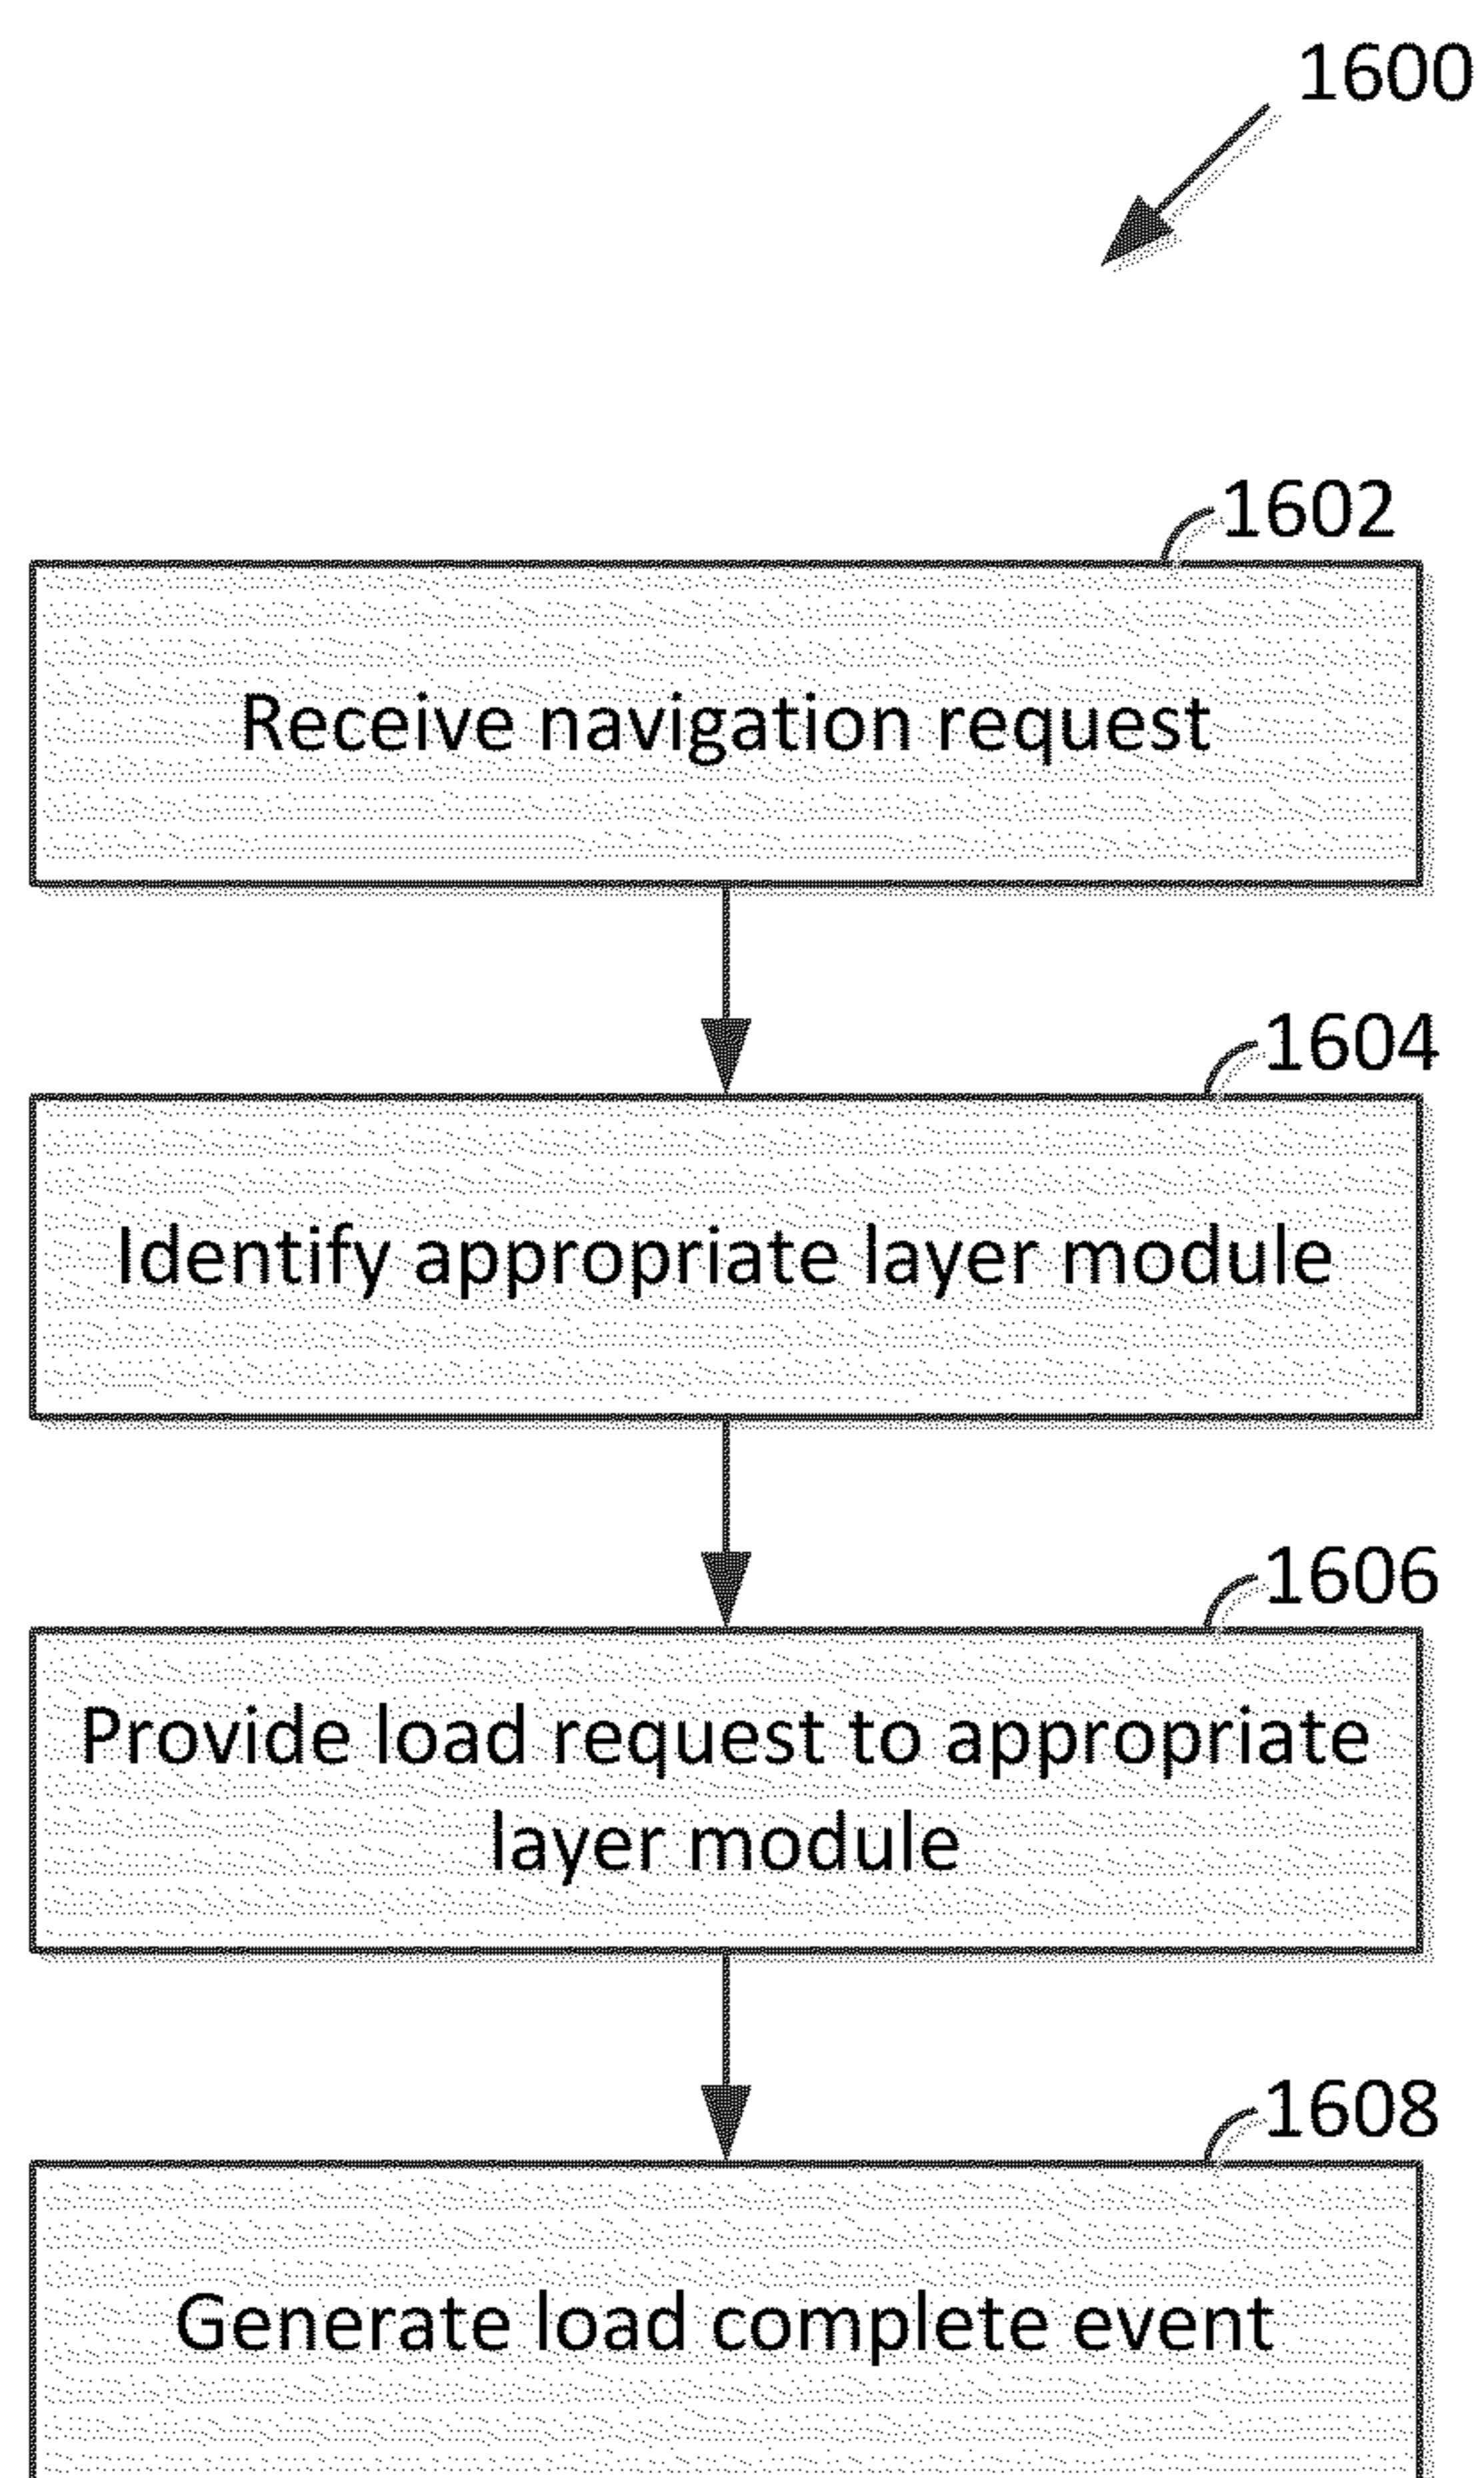 1600
1602
Receive navigation request
1604
Identify appropriate layer module
1606
Provide load request to appropriate
layer module
1608
Generate load complete event